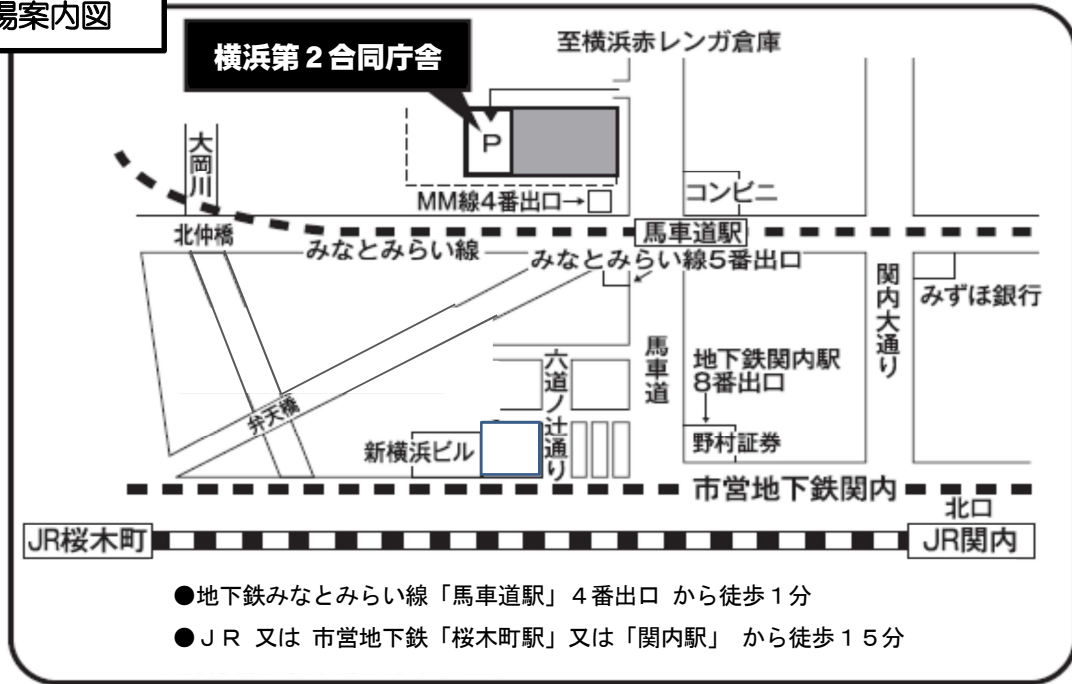 場案内図
横浜第２合同庁舎
至横浜赤レンガ倉庫
P
大岡川
MM線4番出口→
コンビニ
北仲橋
みなとみらい線
馬車道駅
みなとみらい線5番出口
関内大通り
みずほ銀行
馬車道
六道ノ辻通り
地下鉄関内駅
8番出口
弁天橋
新横浜ビル
野村証券
市営地下鉄関内
北口
JR桜木町
JR関内
●地下鉄みなとみらい線「馬車道駅」４番出口 から徒歩１分
●ＪＲ 又は 市営地下鉄「桜木町駅」又は「関内駅」 から徒歩１５分